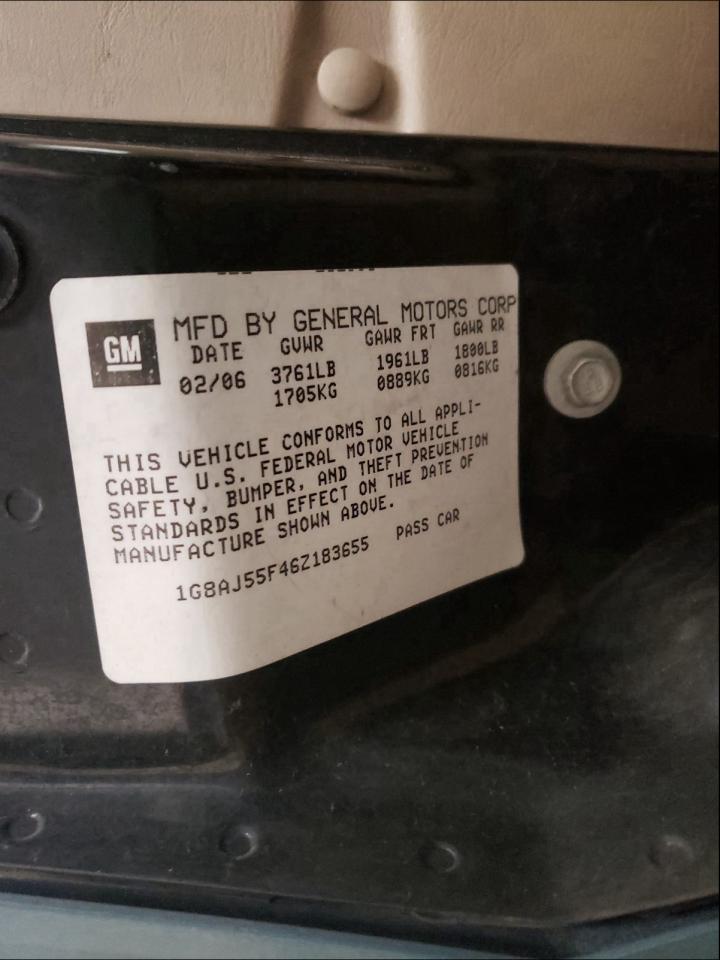 GM
MFD BY GENERAL MOTORS CORP
DATE GVWR GAWR FRT GAWR RR
02/06 3761LB 1961LB 1800LB
1705KG 0889KG 0816KG
THIS VEHICLE CONFORMS TO ALL APPLI-
CABLE U.S. FEDERAL MOTOR VEHICLE
SAFETY, BUMPER, AND THEFT PREVENTION
STANDARDS IN EFFECT ON THE DATE OF
MANUFACTURE SHOWN ABOVE.
1G8AJ55F46Z183655 PASS CAR